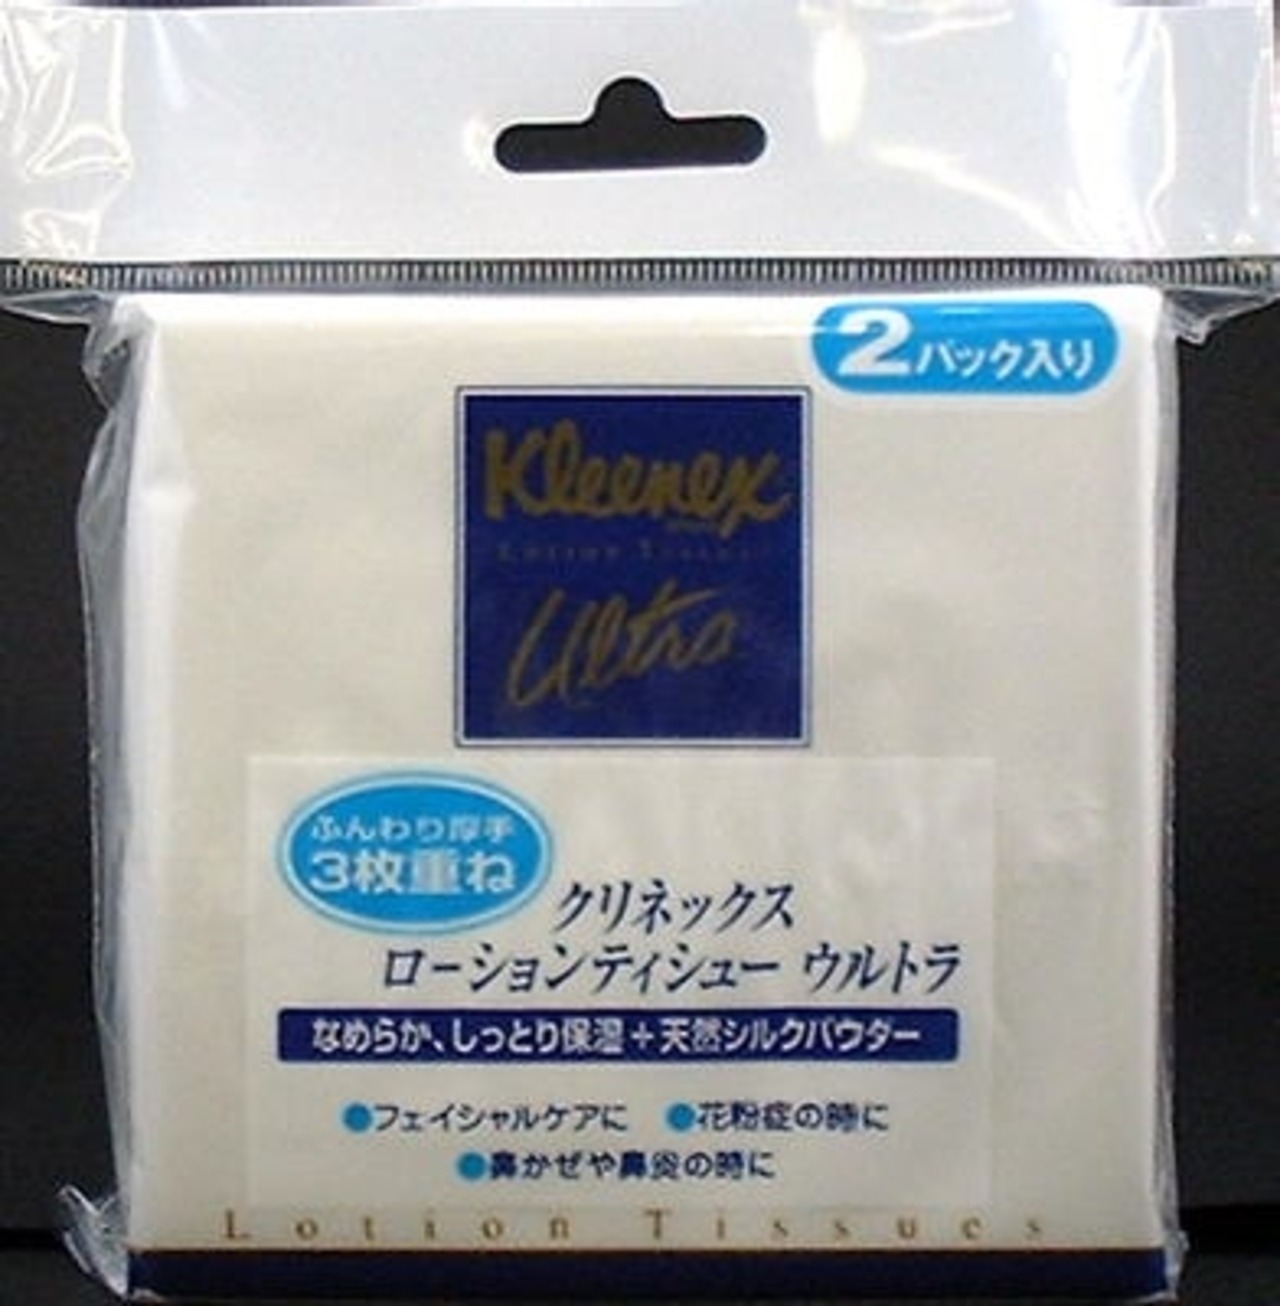 2パック入り
Kleenex
LOTION TISSUES
Ultra
ふんわり厚手
3枚重ね
クリネックス
ローションティシュー ウルトラ
なめらか、しっとり保湿+天然シルクパウダー
●フェイシャルケアに ●花粉症の時に
●鼻かぜや鼻炎の時に
Lotion Tissues